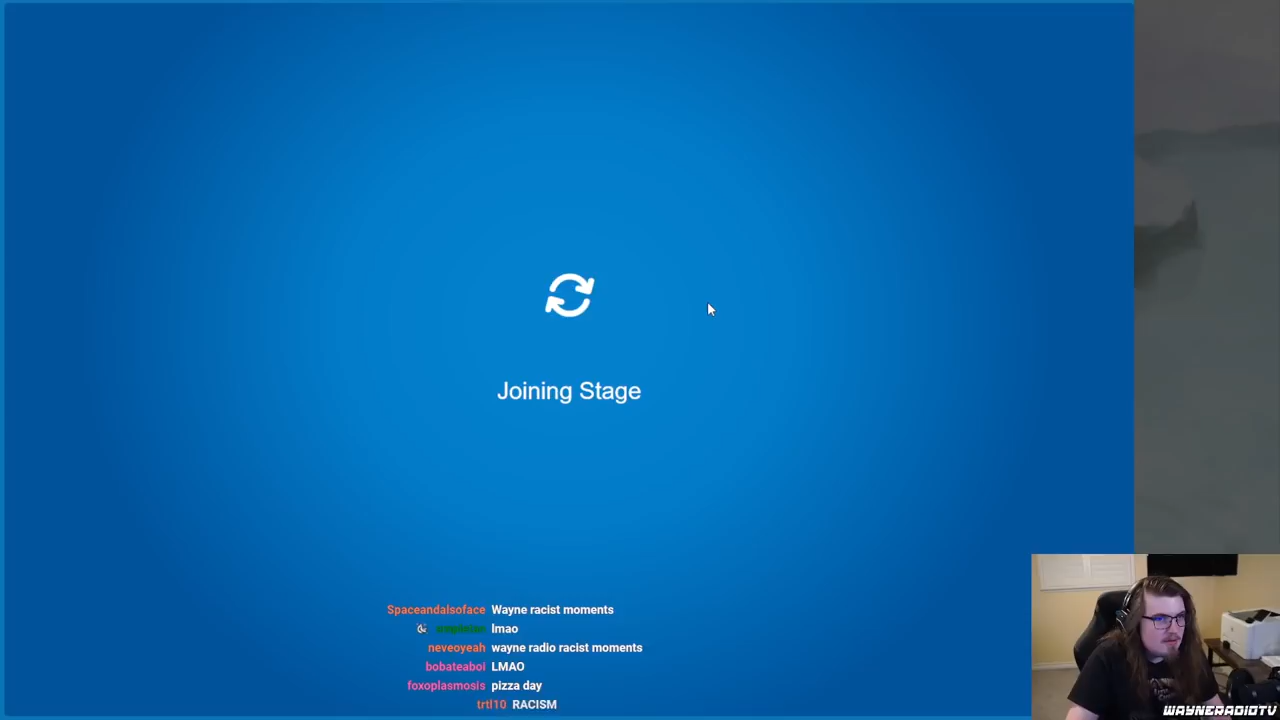 Joining Stage
Spaceandalsoface Wayne racist moments
lmao
neveoyeah wayne radio racist moments
bobateaboi LMAO
foxoplasmosis pizza day
trtl10 RACISM
WAYNERADIOTV